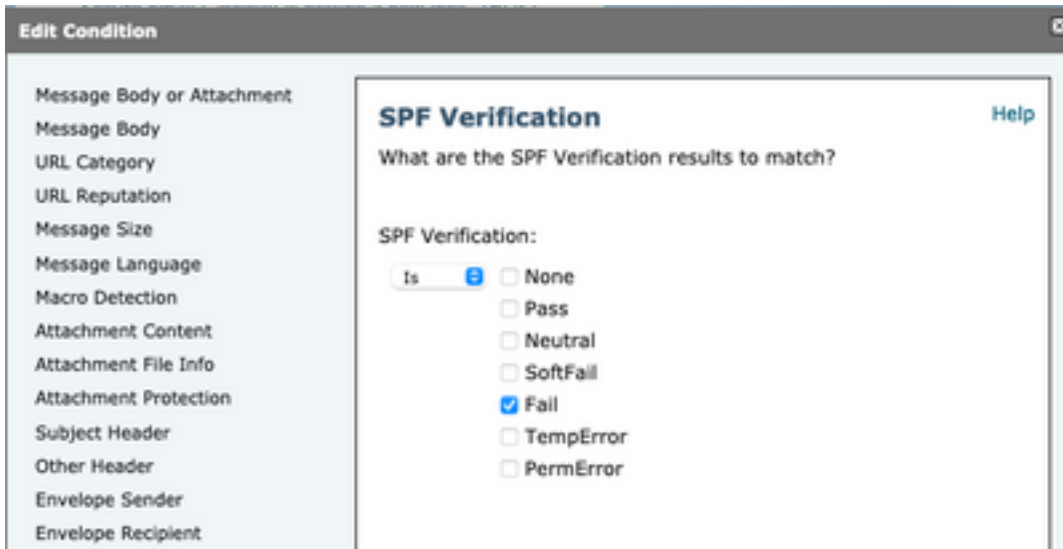 Edit Condition
Message Body or Attachment
Message Body
URL Category
URL Reputation
Message Size
Message Language
Macro Detection
Attachment Content
Attachment File Info
Attachment Protection
Subject Header
Other Header
Envelope Sender
Envelope Recipient
SPF Verification
Help
What are the SPF Verification results to match?
SPF Verification:
Is
None
Pass
Neutral
SoftFail
Fail
TempError
PermError